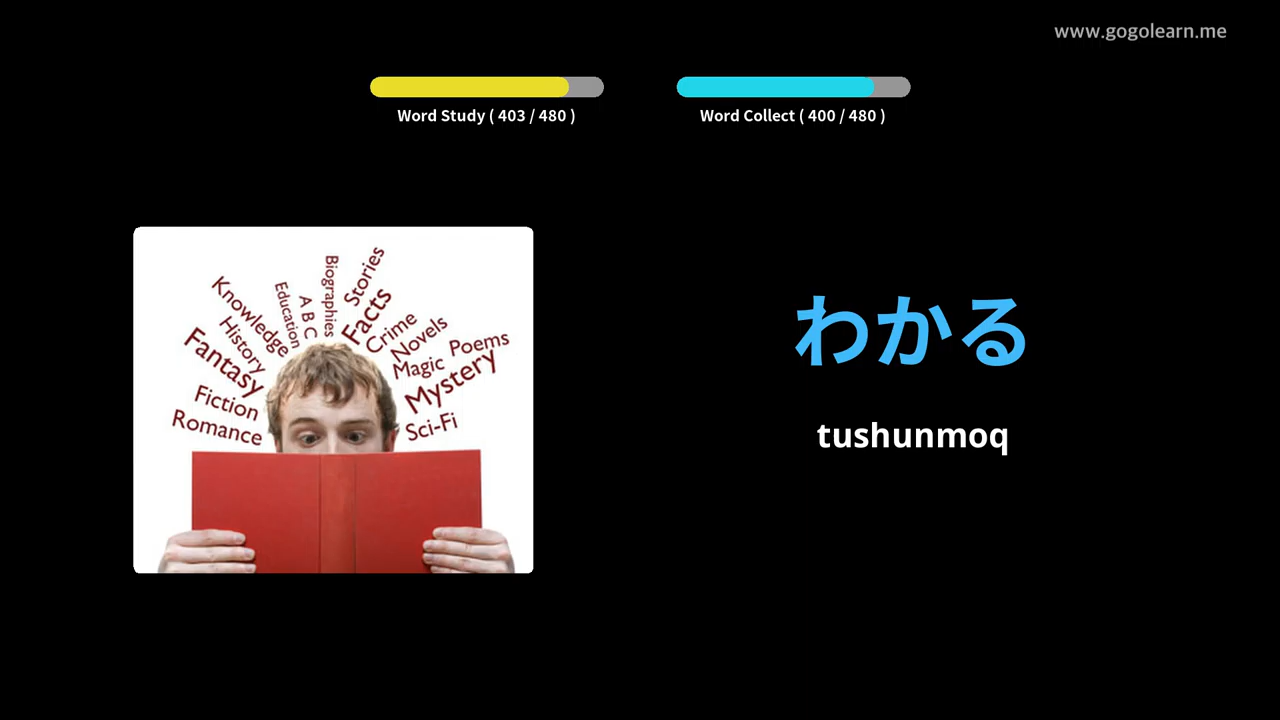 www.gogolearn.me
Word Study ( 403 / 480 )
Word Collect ( 400 / 480 )
Knowledge
Education
A B C
Biographies
Stories
Facts
Crime
Novels
Poems
Magic
Mystery
Sci-Fi
History
Fantasy
Fiction
Romance
わかる
tushunmoq